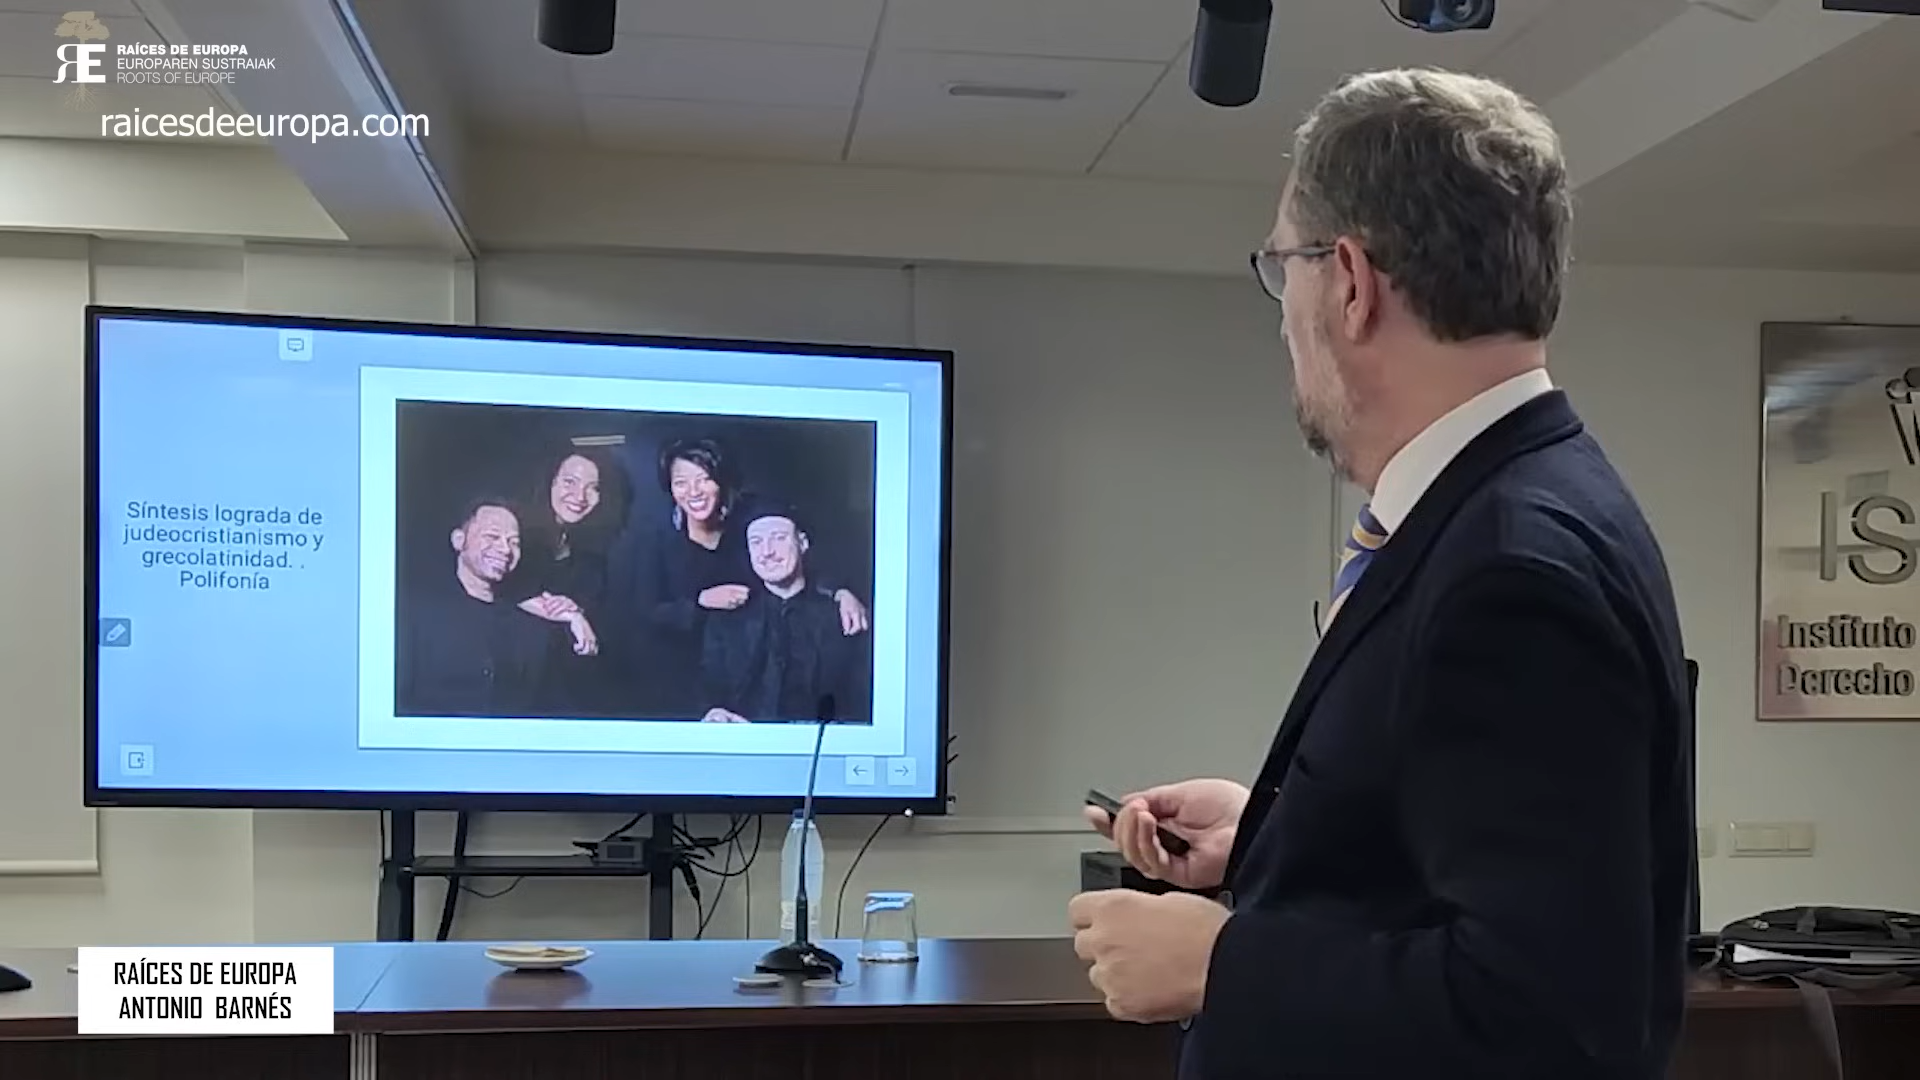 RAÍCES DE EUROPA
EUROPAREN SUSTRAIAK
ROOTS OF EUROPE
raicesdeeuropa.com
Síntesis lograda de
judeocristianismo y
grecolatinidad. .
Polifonía
IS
Instituto
Derecho
RAÍCES DE EUROPA
ANTONIO BARNÉS